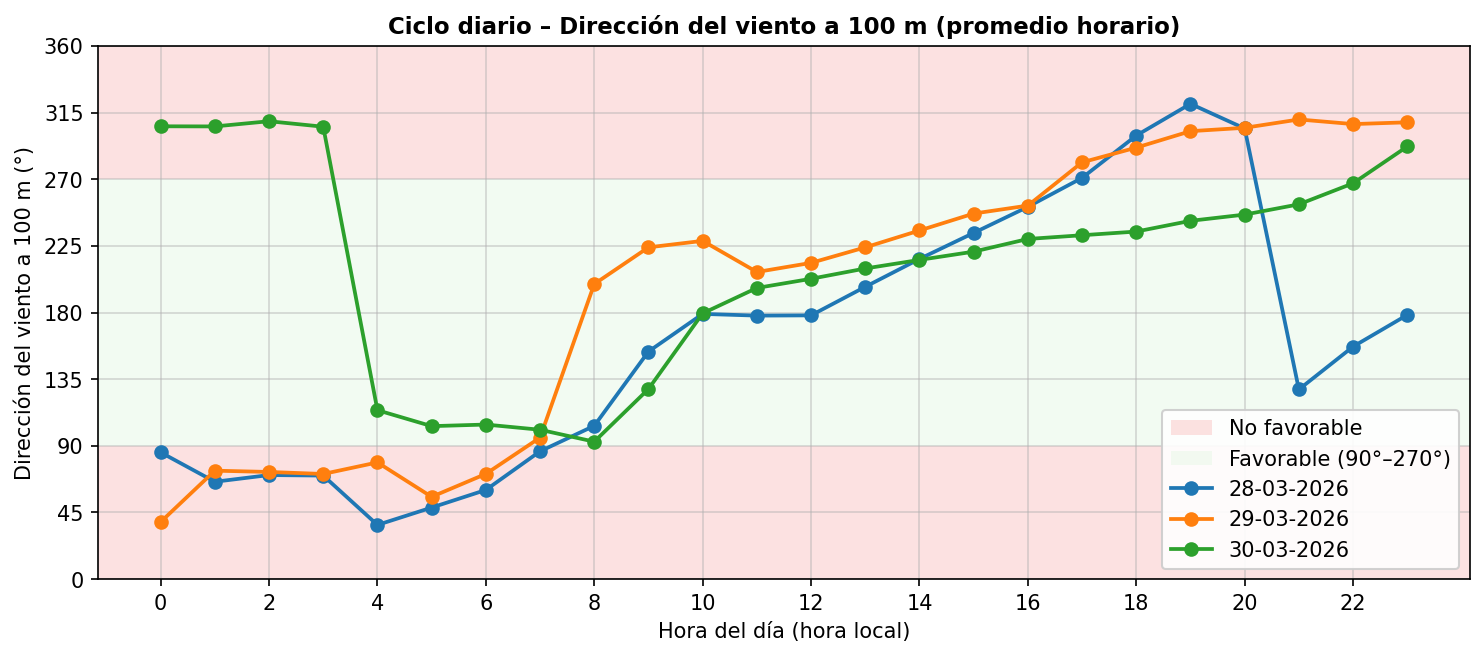 Ciclo diario – Dirección del viento a 100 m (promedio horario)
Dirección del viento a 100 m (°)
360
315
270
225
180
135
90
45
0
0 2 4 6 8 10 12 14 16 18 20 22
Hora del día (hora local)
No favorable
Favorable (90°–270°)
28-03-2026
29-03-2026
30-03-2026